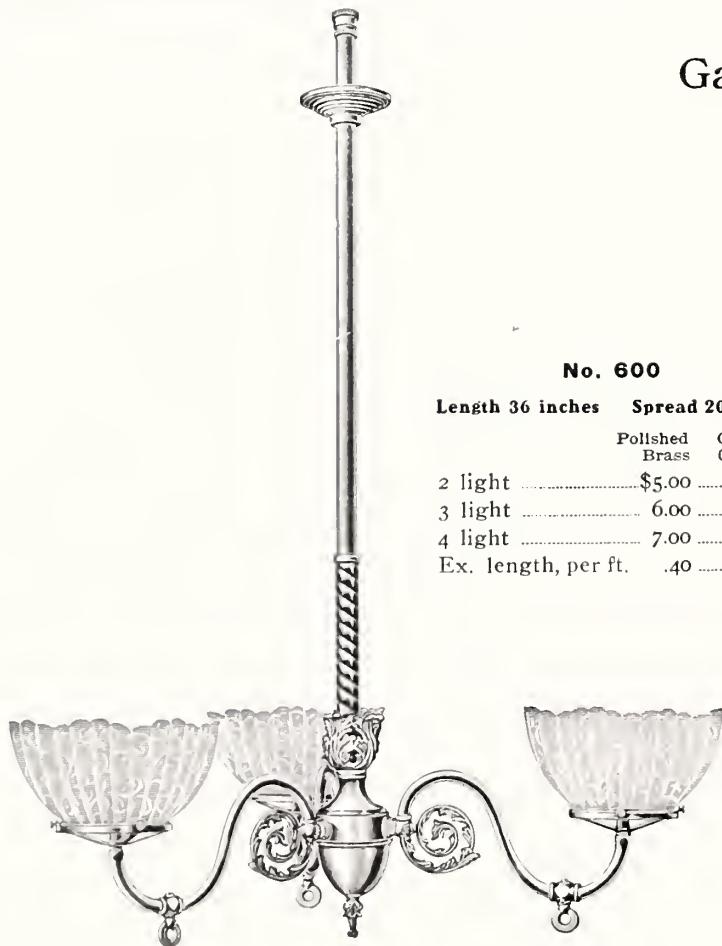 Ga
No. 600
Length 36 inches Spread 20
Polished
Brass
2 light ........ $5.00 ........
3 light ........ 6.00 ........
4 light ........ 7.00 ........
Ex. length, per ft. .40 ........